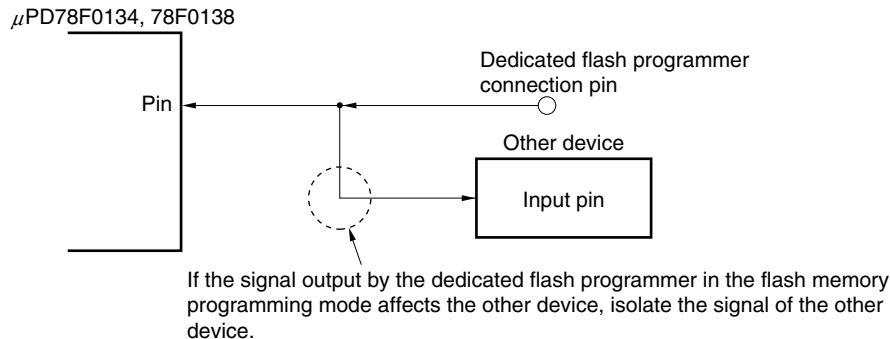 μPD78F0134, 78F0138
Dedicated flash programmer
connection pin
Pin
Other device
Input pin
If the signal output by the dedicated flash programmer in the flash memory
programming mode affects the other device, isolate the signal of the other
device.